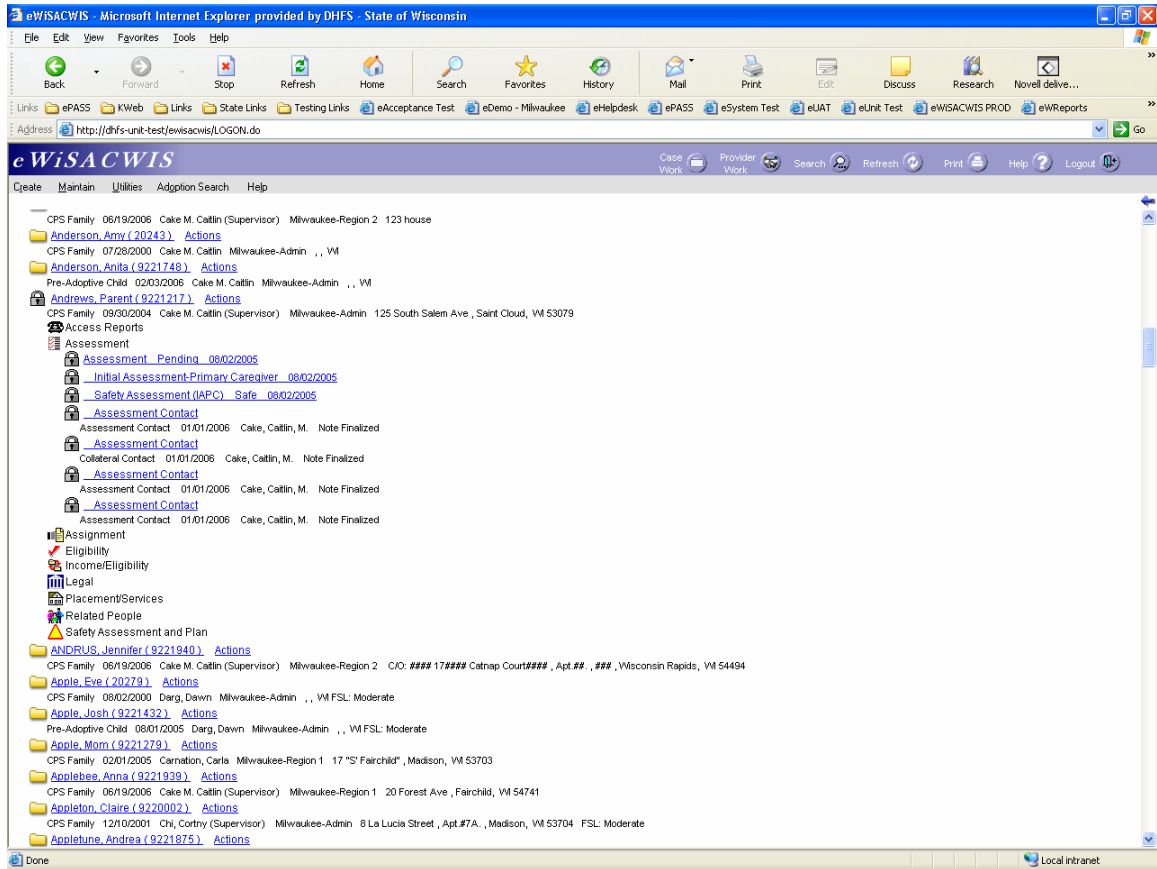 eWiSACWIS - Microsoft Internet Explorer provided by DHFS - State of Wisconsin
File Edit View Favorites Tools Help
Back Forward Stop Refresh Home Search Favorites History Mail Print Edit Discuss Research Novell delive... »
Links ePASS KWeb Links State Links Testing Links eAcceptance Test eDemo - Milwaukee eHelpdesk ePASS eSystem Test eUAT eUnit Test eWiSACWIS PROD eWReports »
Address http://dhfs-unit-test/ewisacwis/LOGON.do Go
e WiSACWIS Case Work Provider Work Search Refresh Print Help Logout
Create Maintain Utilities Adoption Search Help
CPS Family 06/19/2006 Cake M. Caitlin (Supervisor) Milwaukee-Region 2 123 house
Anderson, Amy ( 20243 ) Actions
CPS Family 07/28/2000 Cake M. Caitlin Milwaukee-Admin , , WI
Anderson, Anita ( 9221748 ) Actions
Pre-Adoptive Child 02/03/2006 Cake M. Caitlin Milwaukee-Admin , , WI
Andrews, Parent ( 9221217 ) Actions
CPS Family 09/30/2004 Cake M. Caitlin (Supervisor) Milwaukee-Admin 125 South Salem Ave , Saint Cloud, WI 53079
Access Reports
Assessment
Assessment Pending 08/02/2005
Initial Assessment-Primary Caregiver 08/02/2005
Safety Assessment (IAPC) Safe 08/02/2005
Assessment Contact
Assessment Contact 01/01/2006 Cake, Caitlin, M. Note Finalized
Assessment Contact
Collateral Contact 01/01/2006 Cake, Caitlin, M. Note Finalized
Assessment Contact
Assessment Contact 01/01/2006 Cake, Caitlin, M. Note Finalized
Assessment Contact
Assessment Contact 01/01/2006 Cake, Caitlin, M. Note Finalized
Assignment
Eligibility
Income/Eligibility
Legal
Placement/Services
Related People
Safety Assessment and Plan
ANDRUS, Jennifer ( 9221940 ) Actions
CPS Family 06/19/2006 Cake M. Caitlin (Supervisor) Milwaukee-Region 2 C/O: #### 17#### Catnap Court#### , Apt.##. , ### , Wisconsin Rapids, WI 54494
Apple, Eve ( 20279 ) Actions
CPS Family 08/02/2000 Darg, Dawn Milwaukee-Admin , , WI FSL: Moderate
Apple, Josh ( 9221432 ) Actions
Pre-Adoptive Child 08/01/2005 Darg, Dawn Milwaukee-Admin , , WI FSL: Moderate
Apple, Mom ( 9221279 ) Actions
CPS Family 02/01/2005 Carnation, Carla Milwaukee-Region 1 17 "S' Fairchild" , Madison, WI 53703
Applebee, Anna ( 9221939 ) Actions
CPS Family 06/19/2006 Cake M. Caitlin (Supervisor) Milwaukee-Region 1 20 Forest Ave , Fairchild, WI 54741
Appleton, Claire ( 9220002 ) Actions
CPS Family 12/10/2001 Chi, Cortny (Supervisor) Milwaukee-Admin 8 La Lucia Street , Apt.#7A. , Madison, WI 53704 FSL: Moderate
Appletune, Andrea ( 9221875 ) Actions
Done Local intranet